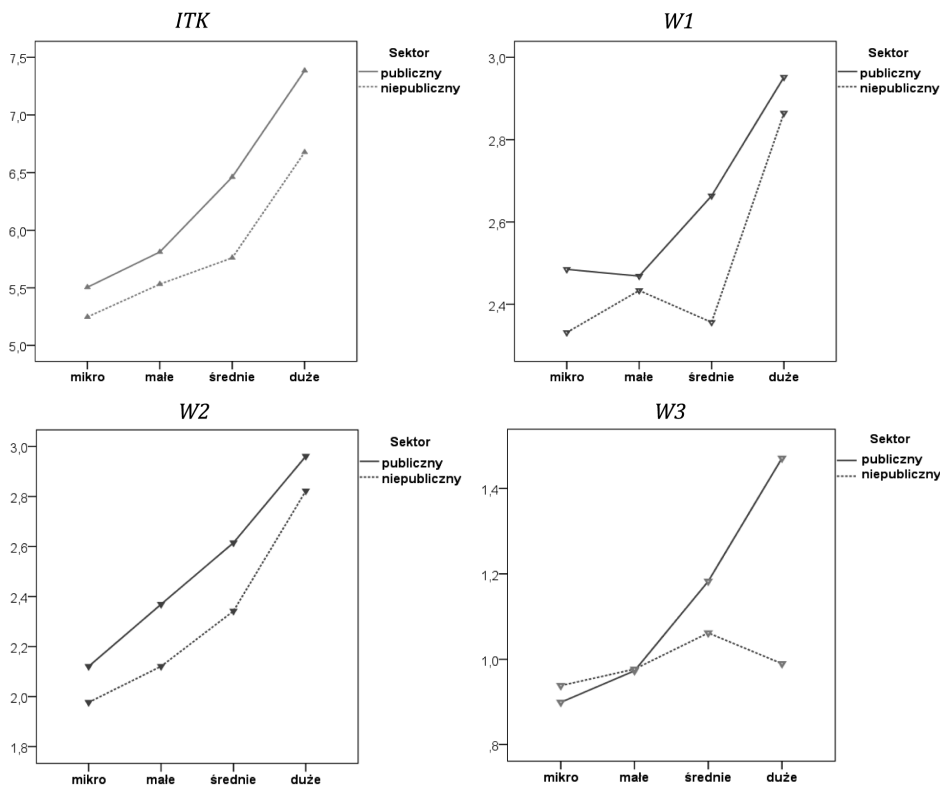 ITK
7,5
7,0
6,5
6,0
5,5
5,0
mikro małe średnie duże
Sektor
publiczny
niepubliczny
W1
3,0
2,8
2,6
2,4
mikro małe średnie duże
Sektor
publiczny
niepubliczny
W2
3,0
2,8
2,6
2,4
2,2
2,0
1,8
mikro małe średnie duże
Sektor
publiczny
niepubliczny
W3
1,4
1,2
1,0
,8
mikro małe średnie duże
Sektor
publiczny
niepubliczny